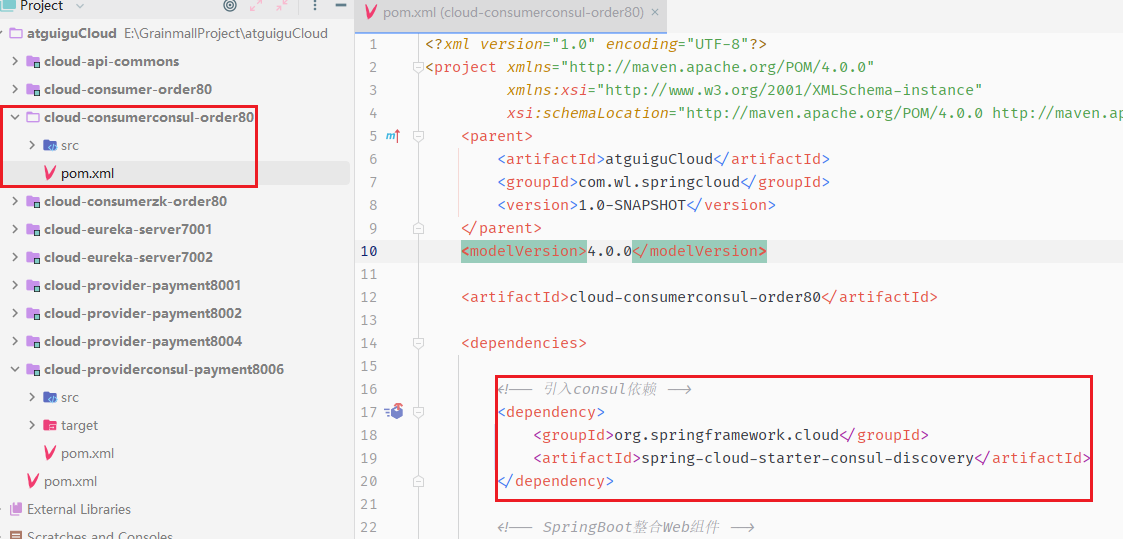 Project
atguiguCloud E:\GrainmallProject\atguiguCloud
cloud-api-commons
cloud-consumer-order80
cloud-consumerconsul-order80
src
pom.xml
cloud-consumerzk-order80
cloud-eureka-server7001
cloud-eureka-server7002
cloud-provider-payment8001
cloud-provider-payment8002
cloud-provider-payment8004
cloud-providerconsul-payment8006
src
target
pom.xml
pom.xml
External Libraries
Scratches and Consoles
pom.xml (cloud-consumerconsul-order80)
1 <?xml version="1.0" encoding="UTF-8"?>
2 <project xmlns="http://maven.apache.org/POM/4.0.0"
3 xmlns:xsi="http://www.w3.org/2001/XMLSchema-instance"
4 xsi:schemaLocation="http://maven.apache.org/POM/4.0.0 http://maven.ap
5 <parent>
6 <artifactId>atguiguCloud</artifactId>
7 <groupId>com.wl.springcloud</groupId>
8 <version>1.0-SNAPSHOT</version>
9 </parent>
10 <modelVersion>4.0.0</modelVersion>
11
12 <artifactId>cloud-consumerconsul-order80</artifactId>
13
14 <dependencies>
15
16 <!-- 引入consul依赖 -->
17 <dependency>
18 <groupId>org.springframework.cloud</groupId>
19 <artifactId>spring-cloud-starter-consul-discovery</artifactId>
20 </dependency>
21
22 <!-- SpringBoot整合Web组件 -->